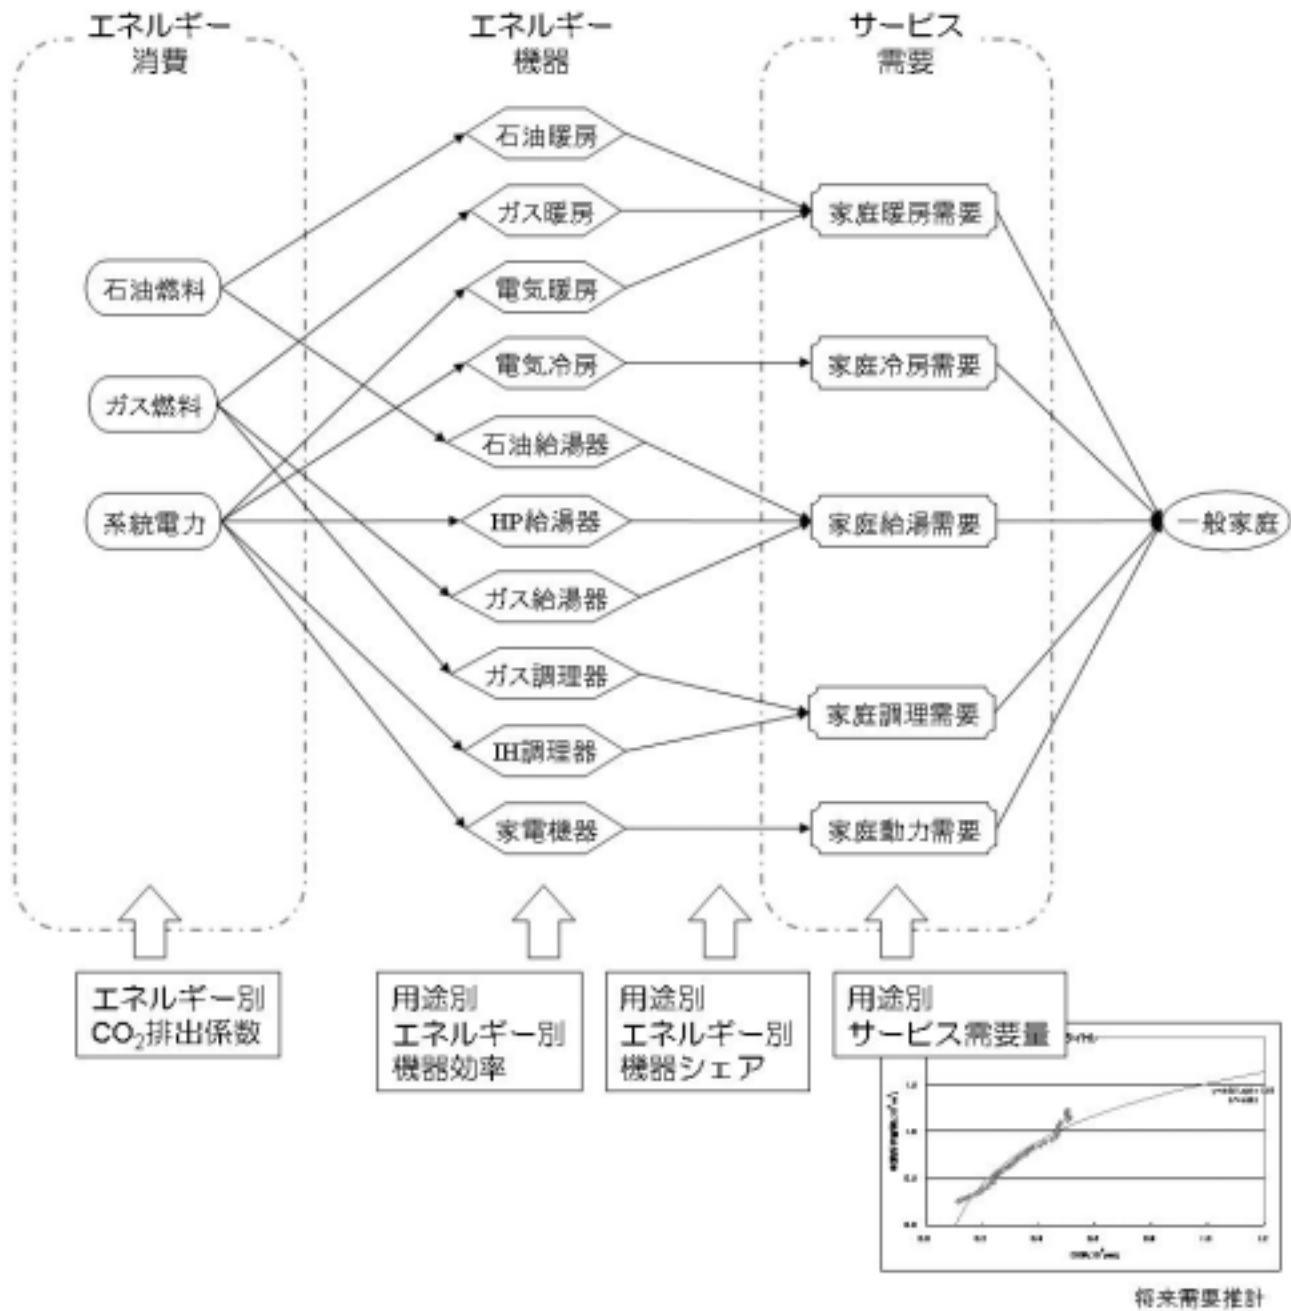 エネルギー
消費
エネルギー
機器
サービス
需要
石油暖房
ガス暖房
家庭暖房需要
石油燃料
電気暖房
電気冷房
家庭冷房需要
ガス燃料
石油給湯器
系統電力
HP給湯器
家庭給湯需要
一般家庭
ガス給湯器
ガス調理器
家庭調理需要
IH調理器
家電機器
家庭動力需要
エネルギー別
CO₂排出係数
用途別
エネルギー別
機器効率
用途別
エネルギー別
機器シェア
用途別
サービス需要量
0.0
0.0
0.2
将来需要推計